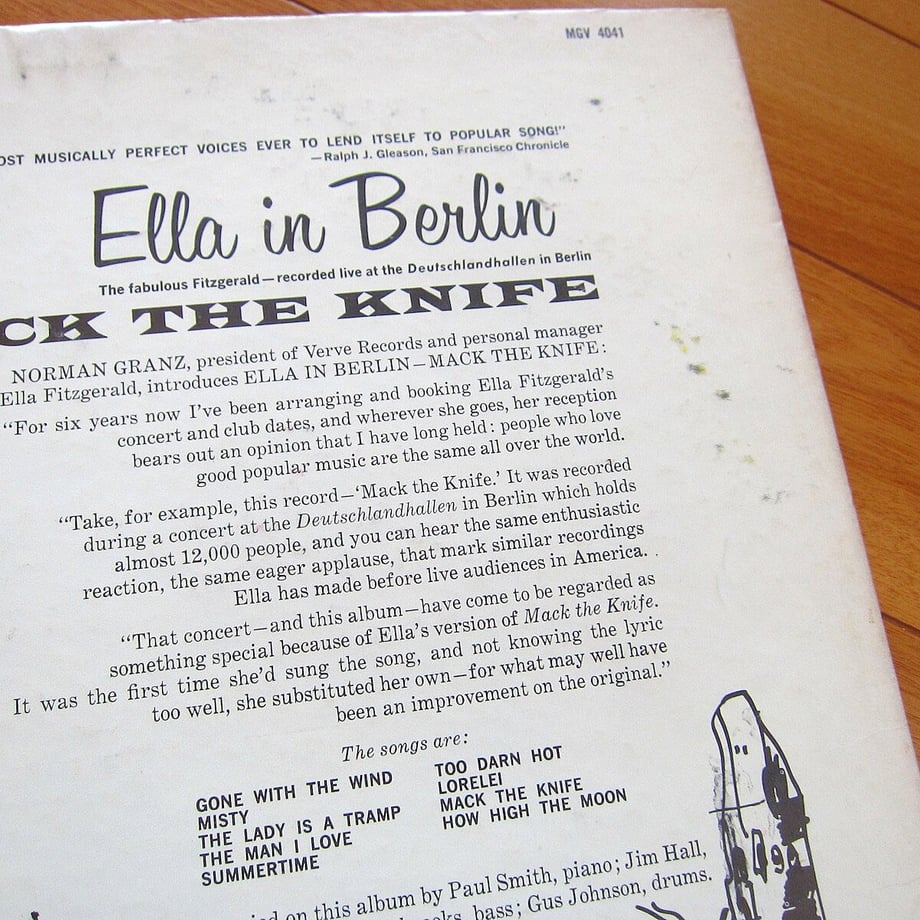 MGV 4041
MUSICALLY PERFECT VOICES EVER TO LEND ITSELF TO POPULAR SONG!"
—Ralph J. Gleason, San Francisco Chronicle
Ella in Berlin
The fabulous Fitzgerald—recorded live at the Deutschlandhallen in Berlin
CK THE KNIFE
NORMAN GRANZ, president of Verve Records and personal manager
Ella Fitzgerald, introduces ELLA IN BERLIN—MACK THE KNIFE:
"For six years now I've been arranging and booking Ella Fitzgerald's
concert and club dates, and wherever she goes, her reception
bears out an opinion that I have long held: people who love
good popular music are the same all over the world.
"Take, for example, this record—'Mack the Knife.' It was recorded
during a concert at the Deutschlandhallen in Berlin which holds
almost 12,000 people, and you can hear the same enthusiastic
reaction, the same eager applause, that mark similar recordings
Ella has made before live audiences in America.
"That concert—and this album—have come to be regarded as
something special because of Ella's version of Mack the Knife.
It was the first time she'd sung the song, and not knowing the lyric
too well, she substituted her own—for what may well have
been an improvement on the original."
The songs are:
GONE WITH THE WIND
MISTY
THE LADY IS A TRAMP
THE MAN I LOVE
SUMMERTIME
TOO DARN HOT
LORELEI
MACK THE KNIFE
HOW HIGH THE MOON
on this album by Paul Smith, piano; Jim Hall,
bass; Gus Johnson, drums.